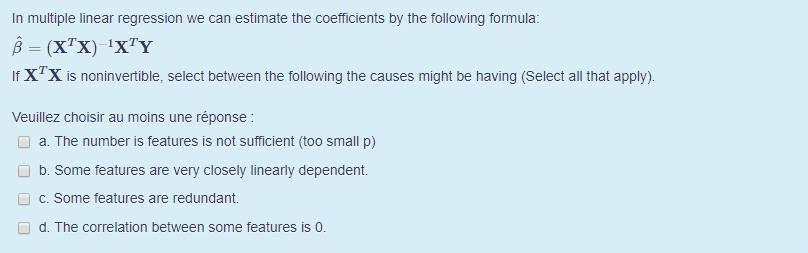 In multiple linear regression we can estimate the coefficients by the following formula:
β̂ = (XᵀX)⁻¹XᵀY
If XᵀX is noninvertible, select between the following the causes might be having (Select all that apply).
Veuillez choisir au moins une réponse :
a. The number is features is not sufficient (too small p)
b. Some features are very closely linearly dependent.
c. Some features are redundant.
d. The correlation between some features is 0.